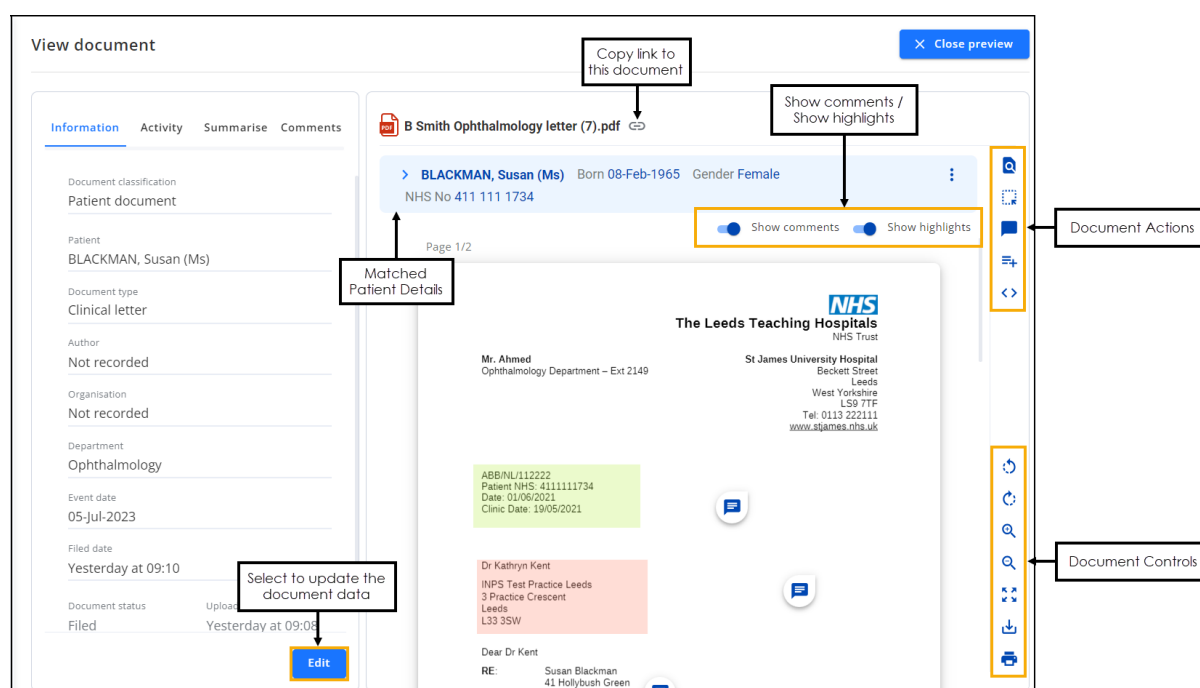 View document
Close preview
Copy link to
this document
Show comments /
Show highlights
Information Activity Summarise Comments
PDF
B Smith Ophthalmology letter (7).pdf
BLACKMAN, Susan (Ms) Born 08-Feb-1965 Gender Female
NHS No 411 111 1734
Show comments Show highlights
Document Actions
Page 1/2
Matched
Patient Details
Document classification
Patient document
Patient
BLACKMAN, Susan (Ms)
Document type
Clinical letter
Author
Not recorded
Organisation
Not recorded
Department
Ophthalmology
Event date
05-Jul-2023
Filed date
Yesterday at 09:10
Select to update the
document data
Document status Uploa
Filed Yesterday at 09:08
Edit
NHS
The Leeds Teaching Hospitals
NHS Trust
Mr. Ahmed
Ophthalmology Department – Ext 2149
St James University Hospital
Beckett Street
Leeds
West Yorkshire
LS9 7TF
Tel: 0113 222111
www.stjames.nhs.uk
ABB/NL/112222
Patient NHS: 4111111734
Date: 01/06/2021
Clinic Date: 19/05/2021
Document Controls
Dr Kathryn Kent
INPS Test Practice Leeds
3 Practice Crescent
Leeds
L33 3SW
Dear Dr Kent
RE: Susan Blackman
41 Hollybush Green